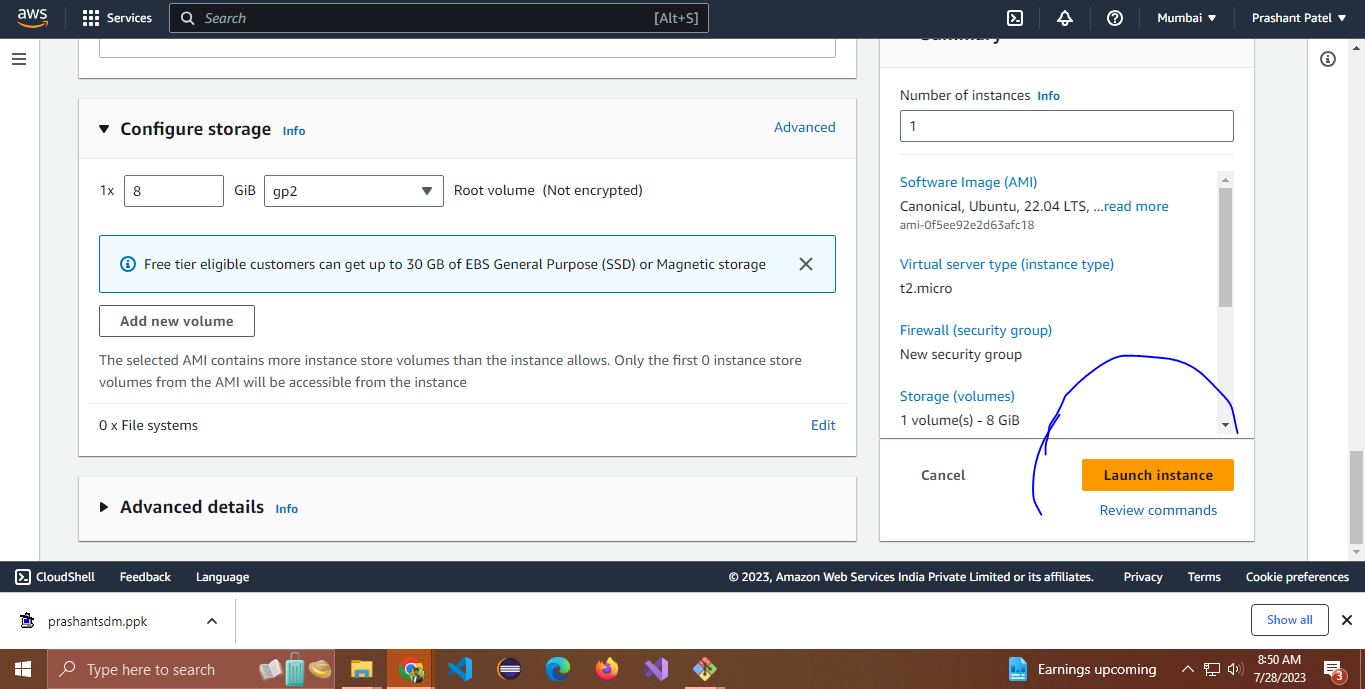 aws
Services
Search
[Alt+S]
Mumbai
Prashant Patel
Configure storage Info
Advanced
1x 8 GiB gp2 Root volume (Not encrypted)
Free tier eligible customers can get up to 30 GB of EBS General Purpose (SSD) or Magnetic storage
Add new volume
The selected AMI contains more instance store volumes than the instance allows. Only the first 0 instance store
volumes from the AMI will be accessible from the instance
0 x File systems
Edit
Advanced details Info
Summary
Number of instances Info
1
Software Image (AMI)
Canonical, Ubuntu, 22.04 LTS, ...read more
ami-0f5ee92e2d63afc18
Virtual server type (instance type)
t2.micro
Firewall (security group)
New security group
Storage (volumes)
1 volume(s) - 8 GiB
Cancel
Launch instance
Review commands
CloudShell
Feedback
Language
© 2023, Amazon Web Services India Private Limited or its affiliates.
Privacy
Terms
Cookie preferences
prashantsdm.ppk
Show all
Type here to search
Earnings upcoming
8:50 AM
7/28/2023
3